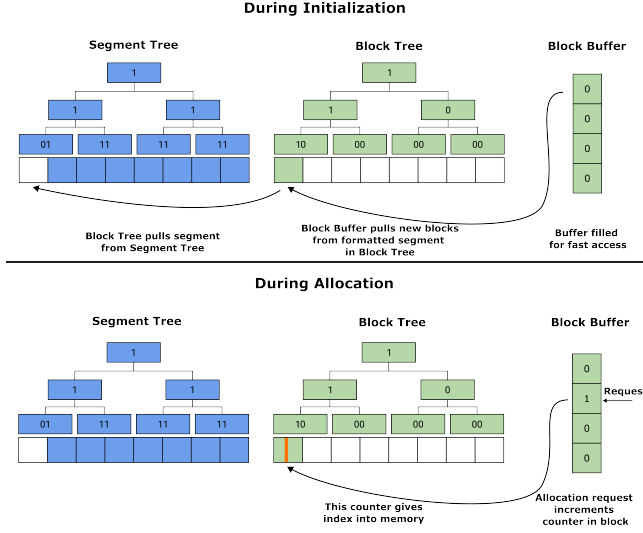 During Initialization
Segment Tree
Block Tree
Block Buffer
1
1
1
01
11
11
11
1
1
0
10
00
00
00
0
0
0
0
Block Tree pulls segment
from Segment Tree
Block Buffer pulls new blocks
from formatted segment
in Block Tree
Buffer filled
for fast access
During Allocation
Segment Tree
Block Tree
Block Buffer
1
1
1
01
11
11
11
1
1
0
10
00
00
00
0
1
0
0
Reques
This counter gives
index into memory
Allocation request
increments
counter in block